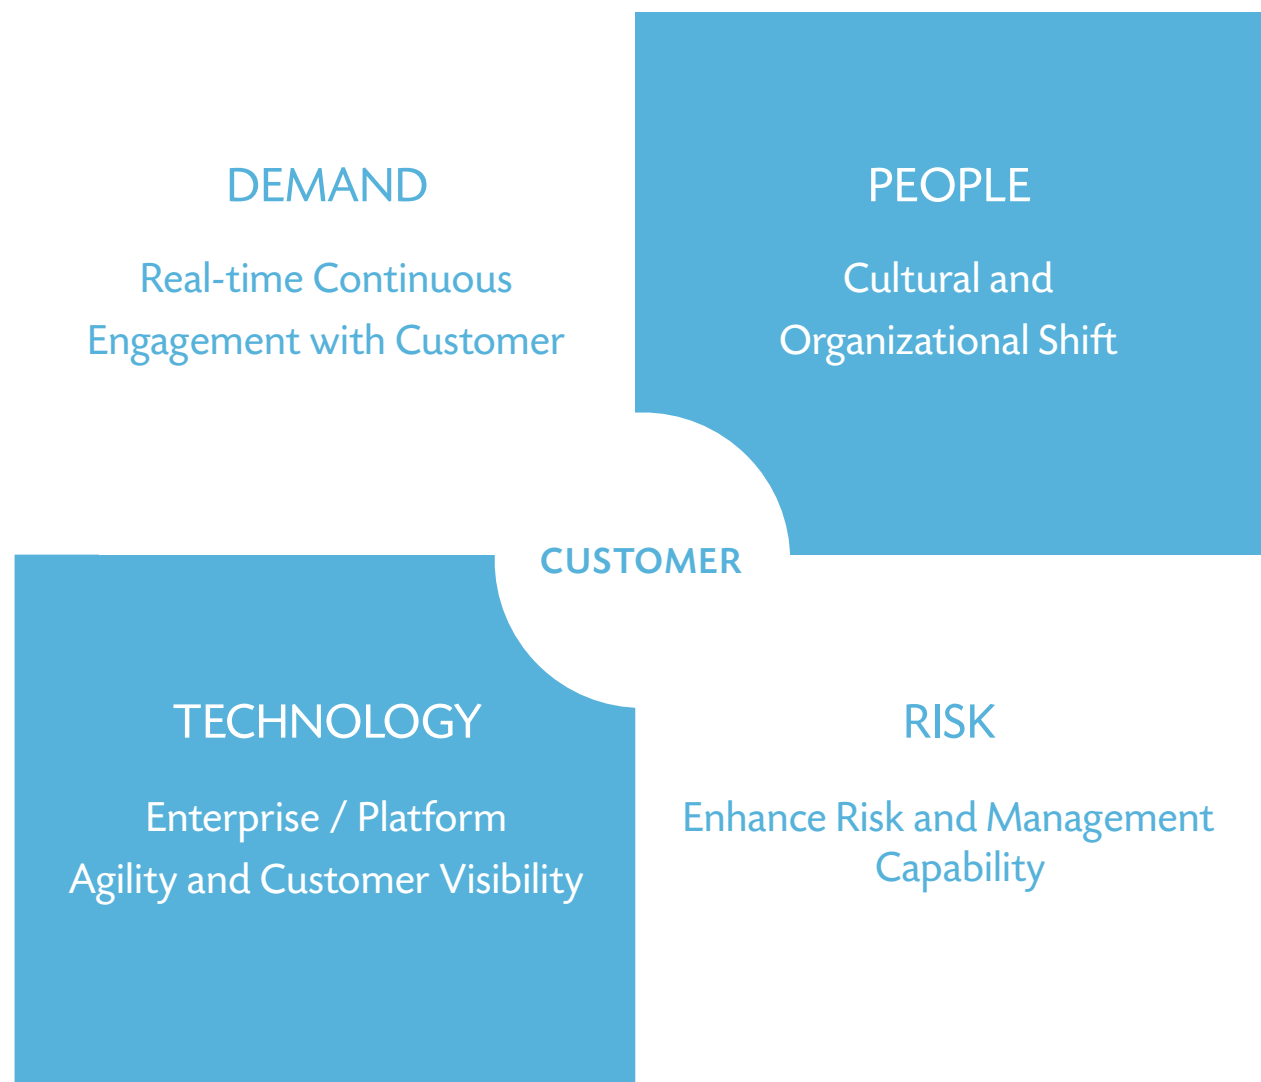 DEMAND
Real-time Continuous
Engagement with Customer
PEOPLE
Cultural and
Organizational Shift
CUSTOMER
TECHNOLOGY
Enterprise / Platform
Agility and Customer Visibility
RISK
Enhance Risk and Management
Capability